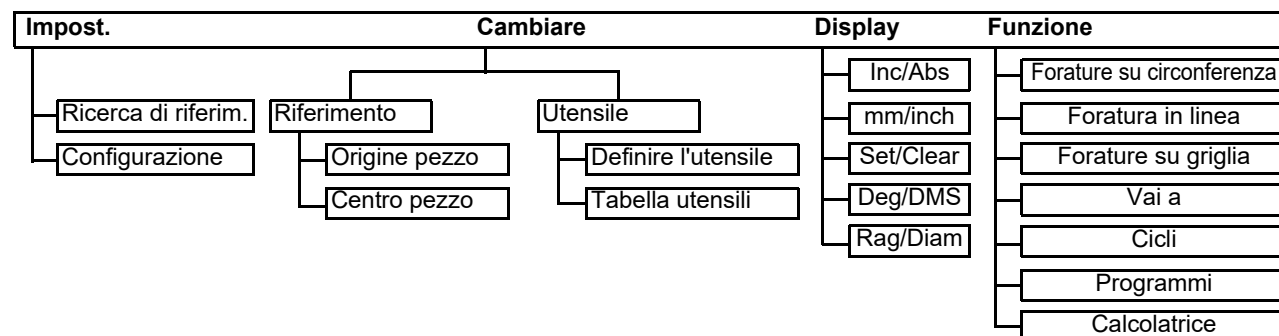 Impost.
Cambiare
Display
Funzione
Ricerca di riferim.
Configurazione
Riferimento
Origine pezzo
Centro pezzo
Utensile
Definire l'utensile
Tabella utensili
Inc/Abs
mm/inch
Set/Clear
Deg/DMS
Rag/Diam
Forature su circonferenza
Foratura in linea
Forature su griglia
Vai a
Cicli
Programmi
Calcolatrice